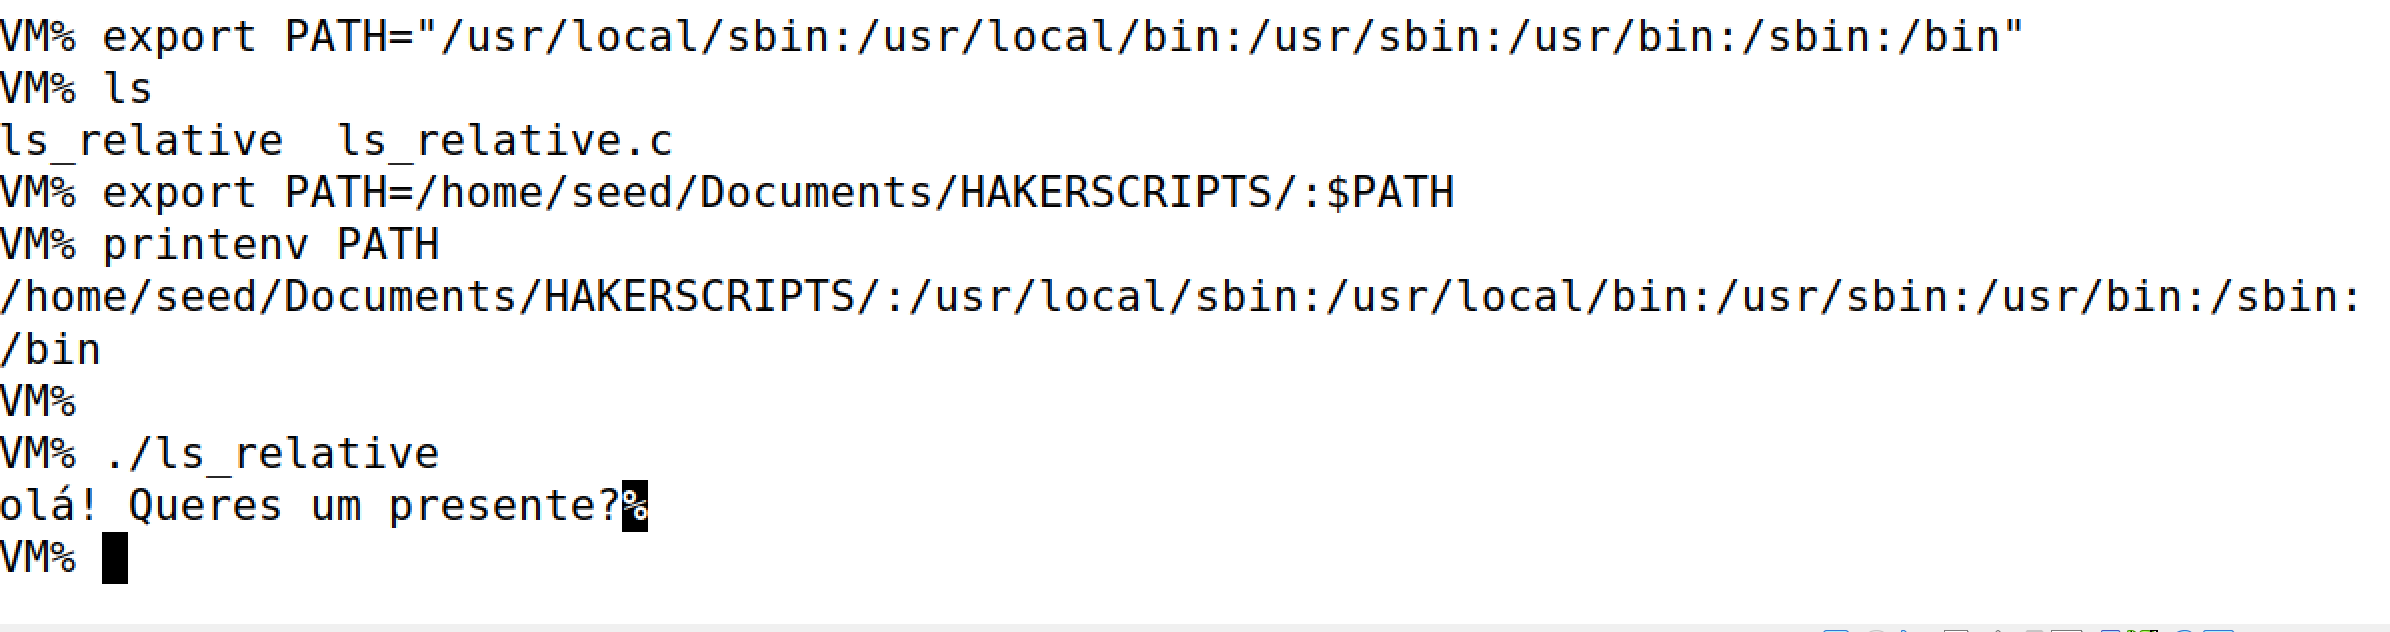 VM% export PATH="/usr/local/sbin:/usr/local/bin:/usr/sbin:/usr/bin:/sbin:/bin"
VM% ls
ls_relative  ls_relative.c
VM% export PATH=/home/seed/Documents/HAKERSCRIPTS/:$PATH
VM% printenv PATH
/home/seed/Documents/HAKERSCRIPTS/:/usr/local/sbin:/usr/local/bin:/usr/sbin:/usr/bin:/sbin:
/bin
VM%
VM% ./ls_relative
olá! Queres um presente?%
VM%